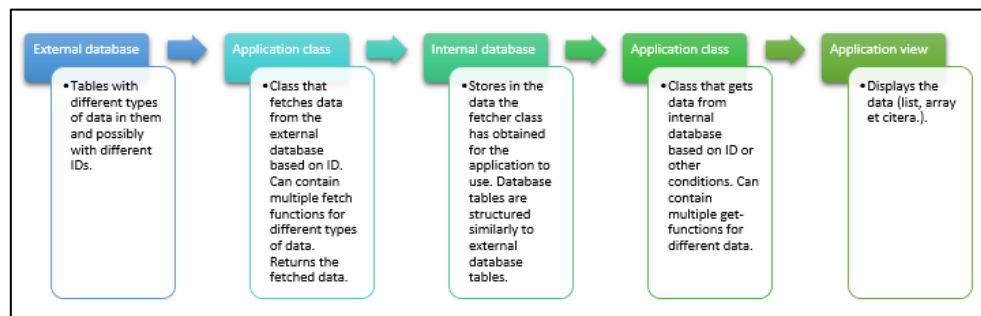 External database
Application class
Internal database
Application class
Application view
•Tables with
different types
of data in them
and possibly
with different
IDs.
•Class that
fetches data
from the
external
database
based on ID.
Can contain
multiple fetch
functions for
different types
of data.
Returns the
fetched data.
•Stores in the
data the
fetcher class
has obtained
for the
application to
use. Database
tables are
structured
similarly to
external
database
tables.
•Class that gets
data from
internal
database
based on ID or
other
conditions. Can
contain
multiple get-
functions for
different data.
•Displays the
data (list, array
et citera.).